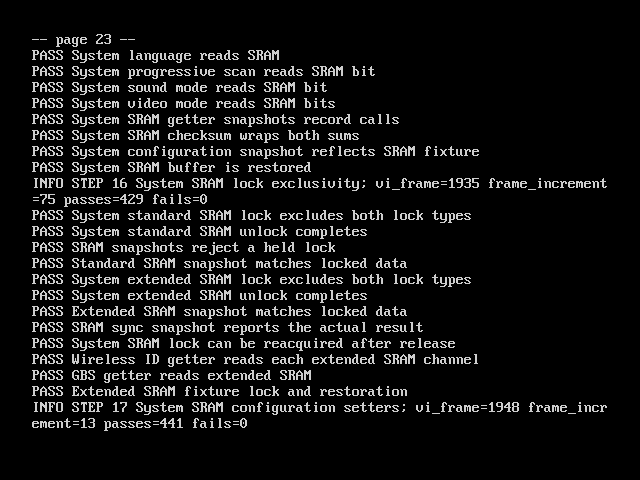 -- page 23 --
PASS System language reads SRAM
PASS System progressive scan reads SRAM bit
PASS System sound mode reads SRAM bit
PASS System video mode reads SRAM bits
PASS System SRAM getter snapshots record calls
PASS System SRAM checksum wraps both sums
PASS System configuration snapshot reflects SRAM fixture
PASS System SRAM buffer is restored
INFO STEP 16 System SRAM lock exclusivity; vi_frame=1935 frame_increment
=75 passes=429 fails=0
PASS System standard SRAM lock excludes both lock types
PASS System standard SRAM unlock completes
PASS SRAM snapshots reject a held lock
PASS Standard SRAM snapshot matches locked data
PASS System extended SRAM lock excludes both lock types
PASS System extended SRAM unlock completes
PASS Extended SRAM snapshot matches locked data
PASS SRAM sync snapshot reports the actual result
PASS System SRAM lock can be reacquired after release
PASS Wireless ID getter reads each extended SRAM channel
PASS GBS getter reads extended SRAM
PASS Extended SRAM fixture lock and restoration
INFO STEP 17 System SRAM configuration setters; vi_frame=1948 frame_incr
ement=13 passes=441 fails=0